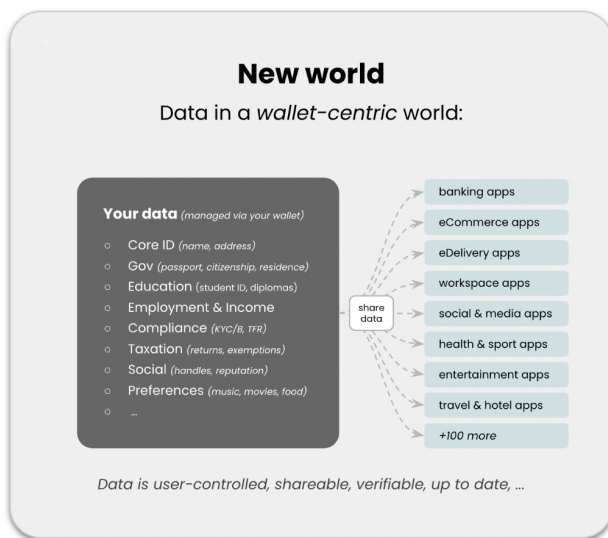 New world
Data in a wallet-centric world:
Your data (managed via your wallet)
○ Core ID (name, address)
○ Gov (passport, citizenship, residence)
○ Education (student ID, diplomas)
○ Employment & Income
○ Compliance (KYC/B, TFR)
○ Taxation (returns, exemptions)
○ Social (handles, reputation)
○ Preferences (music, movies, food)
○ ...
share
data
banking apps
eCommerce apps
eDelivery apps
workspace apps
social & media apps
health & sport apps
entertainment apps
travel & hotel apps
+100 more
Data is user-controlled, shareable, verifiable, up to date, ...